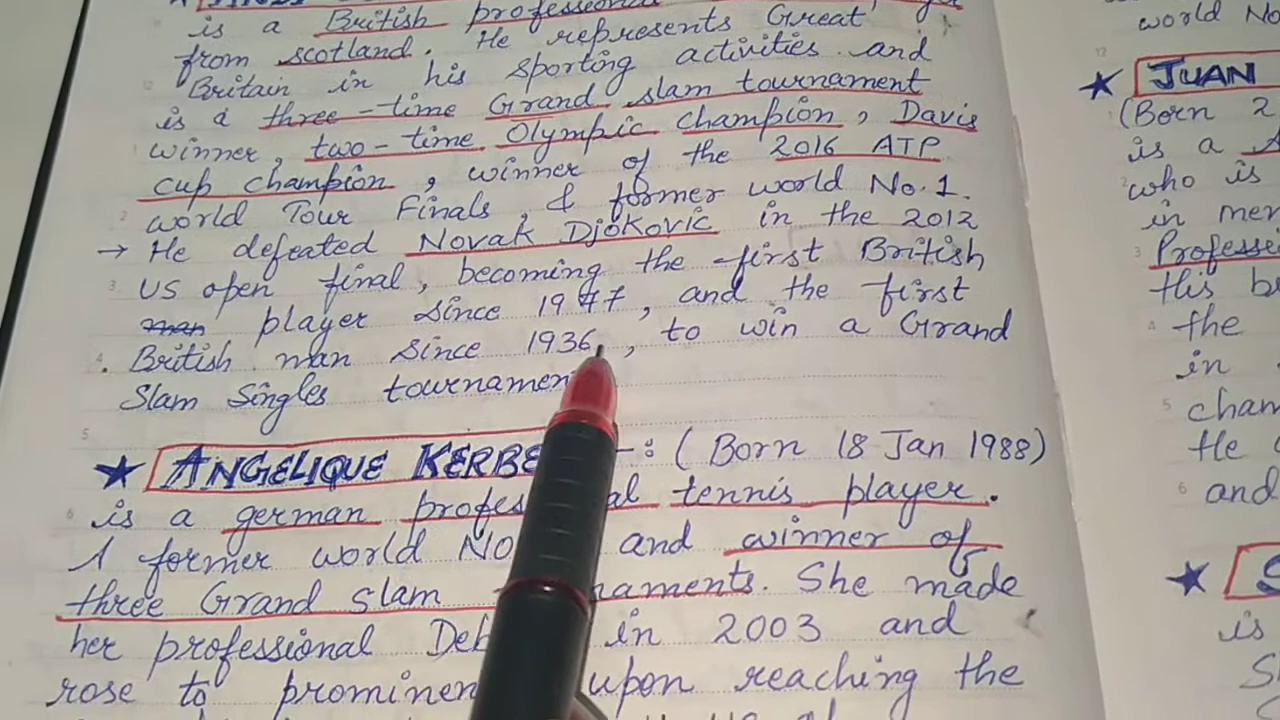 is a British professional
from scotland. He represents Great
Britain in his sporting activities and
is a three-time Grand slam tournament
winner, two-time Olympic champion, Davis
cup champion, winner of the 2016 ATP
world Tour Finals, & former world No.1.
→ He defeated Novak Djokovic in the 2012
US open final, becoming the first British
player since 1977, and the first
British man since 1936, to win a Grand
Slam Singles tournamen
★ ANGELIQUE KERBE -: (Born 18 Jan 1988)
is a german profes al tennis player.
A former world No and winner of
three Grand slam naments. She made
her professional Deb in 2003 and
rose to prominen upon reaching the
world No
★ JUAN
(Born 2
is a
who is
in mer
Professi
this be
the
in
chan
He
and
★ S
is
S